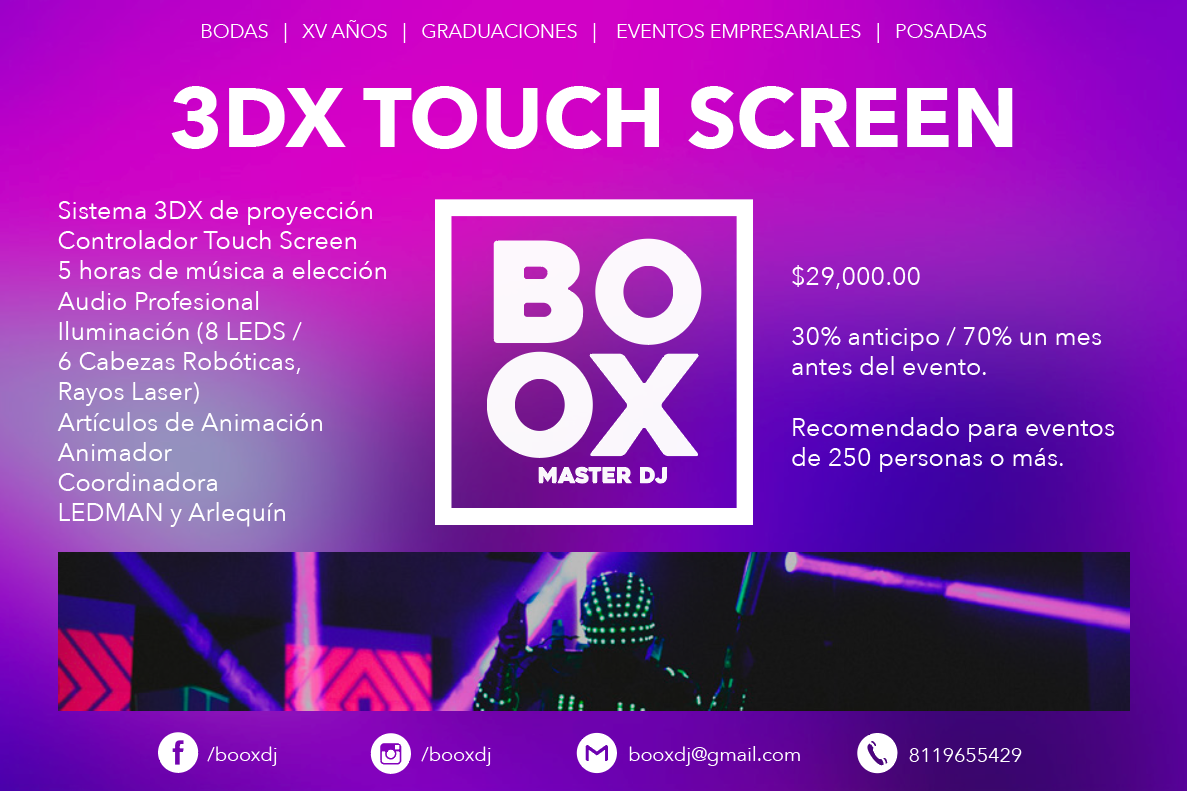 BODAS | XV AÑOS | GRADUACIONES | EVENTOS EMPRESARIALES | POSADAS
3DX TOUCH SCREEN
Sistema 3DX de proyección
Controlador Touch Screen
5 horas de música a elección
Audio Profesional
Iluminación (8 LEDS /
6 Cabezas Robóticas,
Rayos Laser)
Artículos de Animación
Animador
Coordinadora
LEDMAN y Arlequín
BO
OX
MASTER DJ
$29,000.00
30% anticipo / 70% un mes
antes del evento.
Recomendado para eventos
de 250 personas o más.
/booxdj
/booxdj
booxdj@gmail.com
8119655429